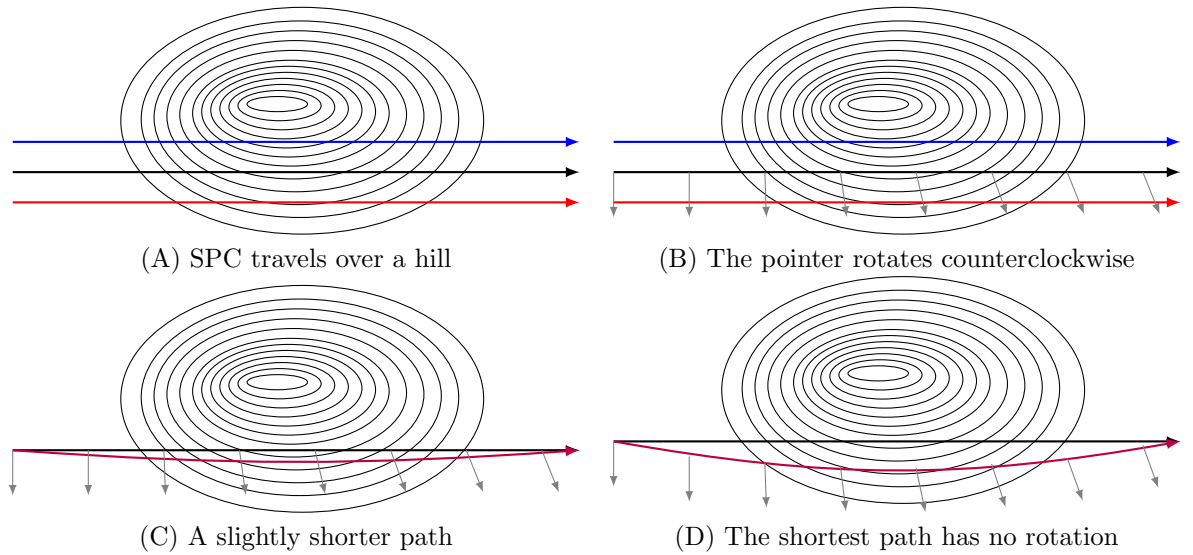 (A) SPC travels over a hill
(B) The pointer rotates counterclockwise
(C) A slightly shorter path
(D) The shortest path has no rotation